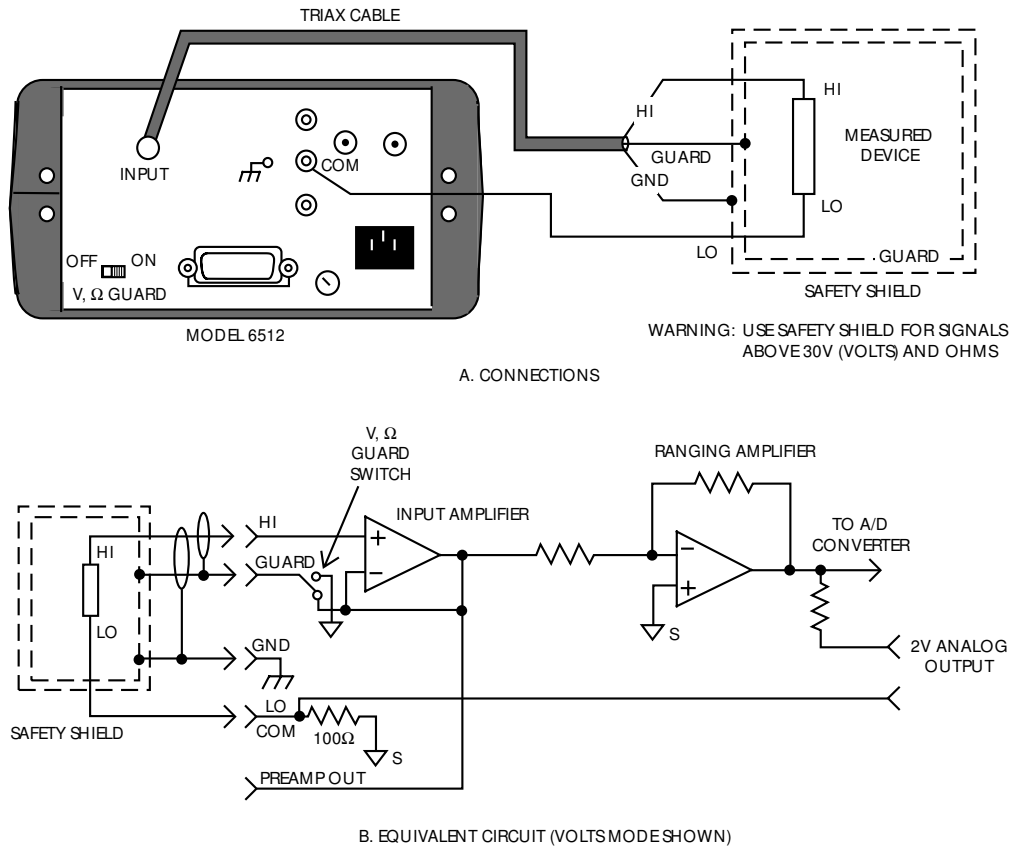 TRIAX CABLE
HI
HI
MEASURED
DEVICE
INPUT
COM
GUARD
GND
LO
OFF
ON
V, Ω GUARD
LO
GUARD
SAFETY SHIELD
MODEL 6512
WARNING: USE SAFETY SHIELD FOR SIGNALS
ABOVE 30V (VOLTS) AND OHMS
A. CONNECTIONS
V, Ω
GUARD
SWITCH
RANGING AMPLIFIER
HI
INPUT AMPLIFIER
TO A/D
CONVERTER
HI
GUARD
+
−
−
+
LO
S
GND
2V ANALOG
OUTPUT
LO
COM
100Ω
S
SAFETY SHIELD
PREAMP OUT
B. EQUIVALENT CIRCUIT (VOLTS MODE SHOWN)